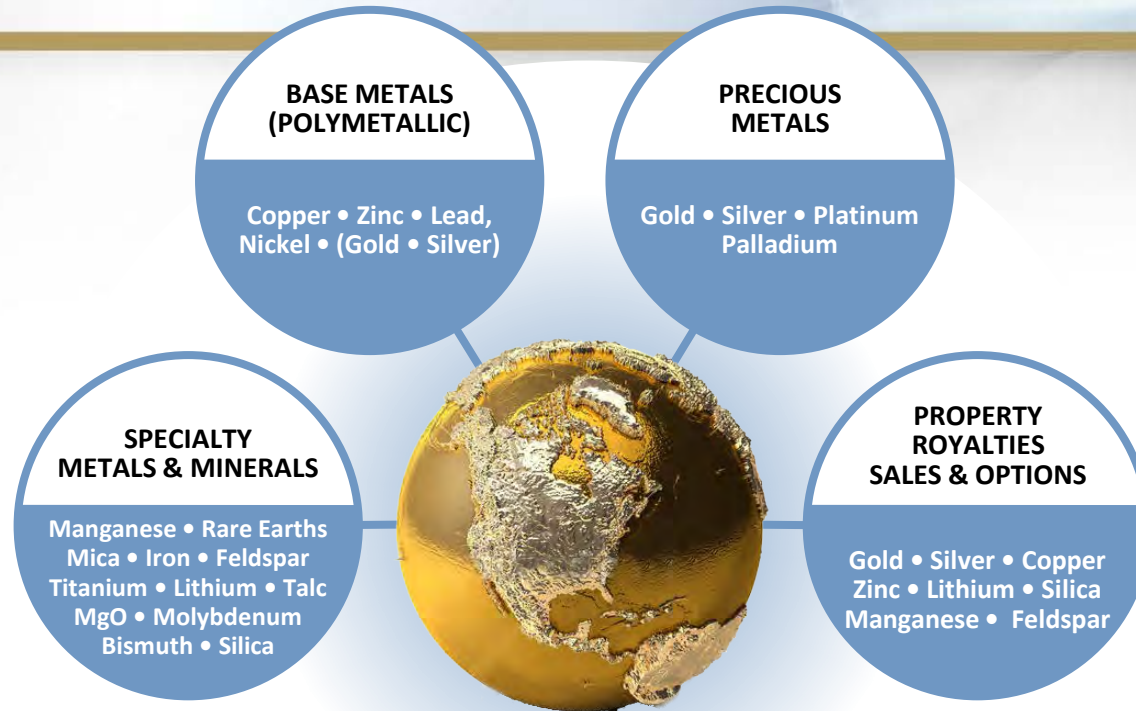 BASE METALS
(POLYMETALLIC)
Copper • Zinc • Lead,
Nickel • (Gold • Silver)
PRECIOUS
METALS
Gold • Silver • Platinum
Palladium
SPECIALTY
METALS & MINERALS
Manganese • Rare Earths
Mica • Iron • Feldspar
Titanium • Lithium • Talc
MgO • Molybdenum
Bismuth • Silica
PROPERTY
ROYALTIES
SALES & OPTIONS
Gold • Silver • Copper
Zinc • Lithium • Silica
Manganese • Feldspar